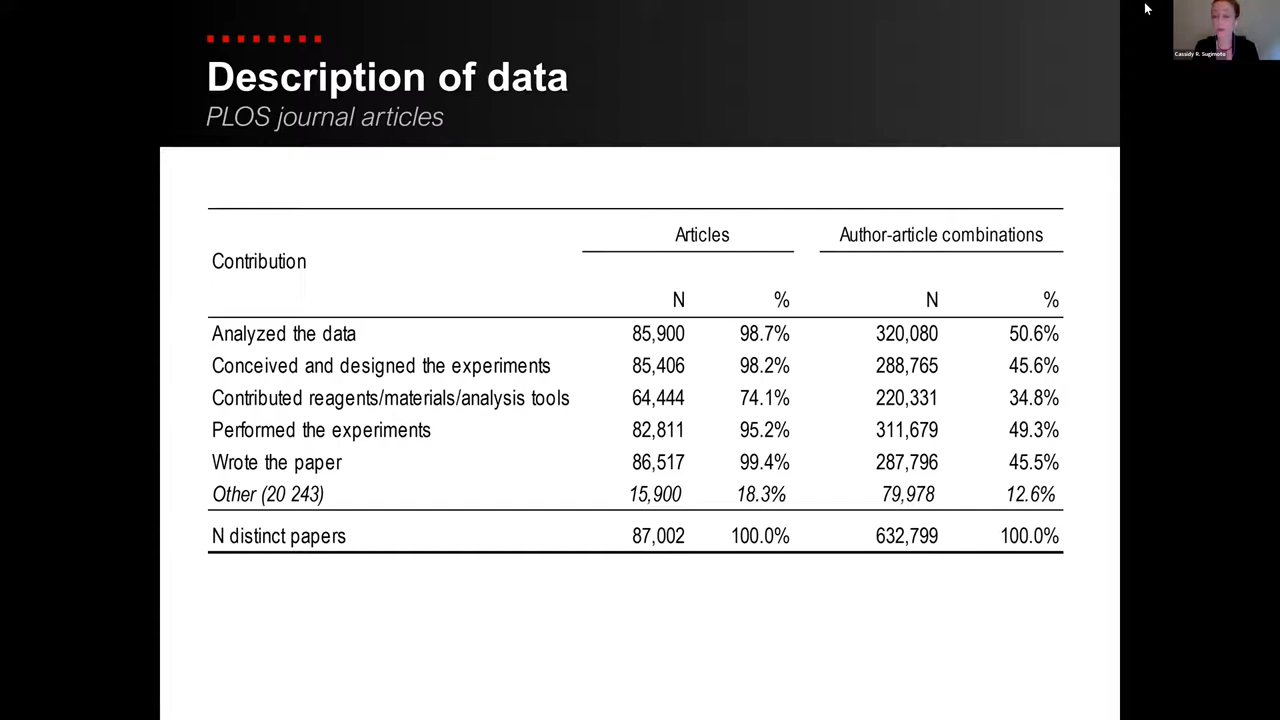 Description of data
PLOS journal articles
Cassidy R. Sugimoto
Articles Author-article combinations
Contribution
N % N %
Analyzed the data 85,900 98.7% 320,080 50.6%
Conceived and designed the experiments 85,406 98.2% 288,765 45.6%
Contributed reagents/materials/analysis tools 64,444 74.1% 220,331 34.8%
Performed the experiments 82,811 95.2% 311,679 49.3%
Wrote the paper 86,517 99.4% 287,796 45.5%
Other (20 243) 15,900 18.3% 79,978 12.6%
N distinct papers 87,002 100.0% 632,799 100.0%